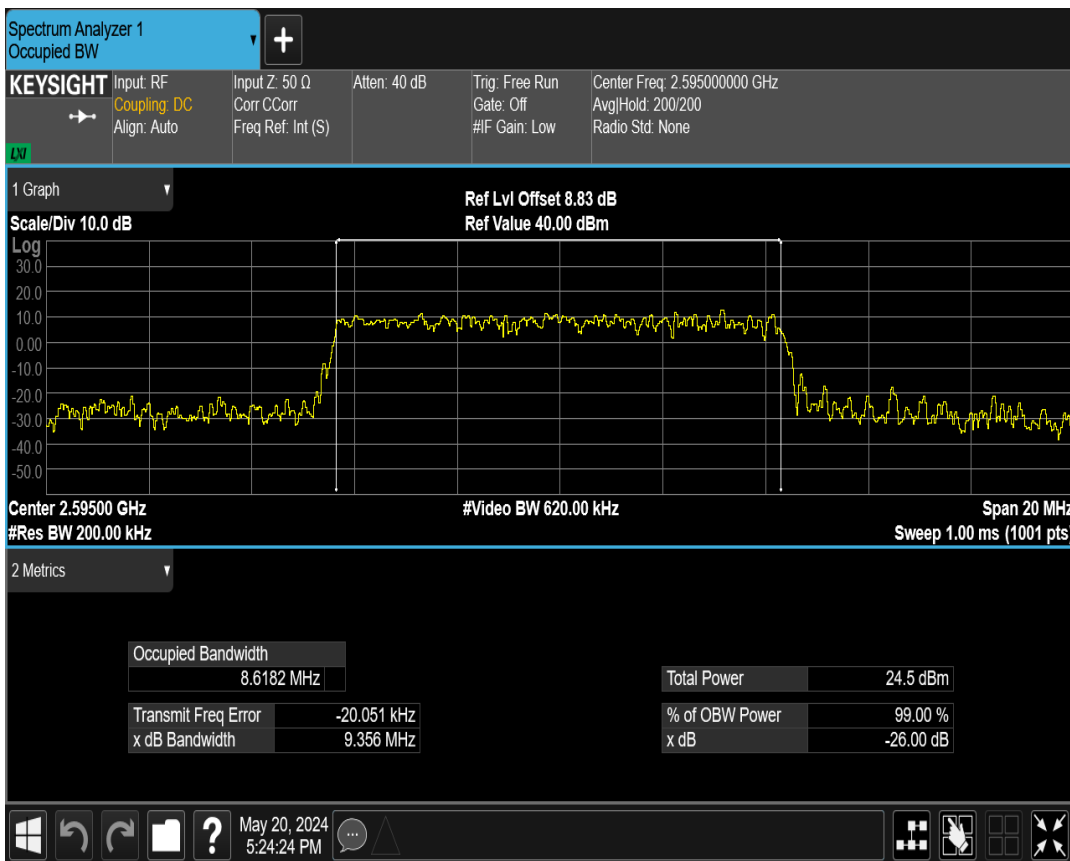 Spectrum Analyzer 1
Occupied BW
+
KEYSIGHT
LXI
Input: RF
Coupling: DC
Align: Auto
Input Z: 50 Ω
Corr CCorr
Freq Ref: Int (S)
Atten: 40 dB
Trig: Free Run
Gate: Off
#IF Gain: Low
Center Freq: 2.595000000 GHz
Avg|Hold: 200/200
Radio Std: None
1 Graph
Scale/Div 10.0 dB
Ref Lvl Offset 8.83 dB
Ref Value 40.00 dBm
Log
30.0
20.0
10.0
0.00
-10.0
-20.0
-30.0
-40.0
-50.0
Center 2.59500 GHz
#Video BW 620.00 kHz
Span 20 MHz
#Res BW 200.00 kHz
Sweep 1.00 ms (1001 pts)
2 Metrics
Occupied Bandwidth
8.6182 MHz
Transmit Freq Error -20.051 kHz
x dB Bandwidth 9.356 MHz
Total Power 24.5 dBm
% of OBW Power 99.00 %
x dB -26.00 dB
?
May 20, 2024
5:24:24 PM